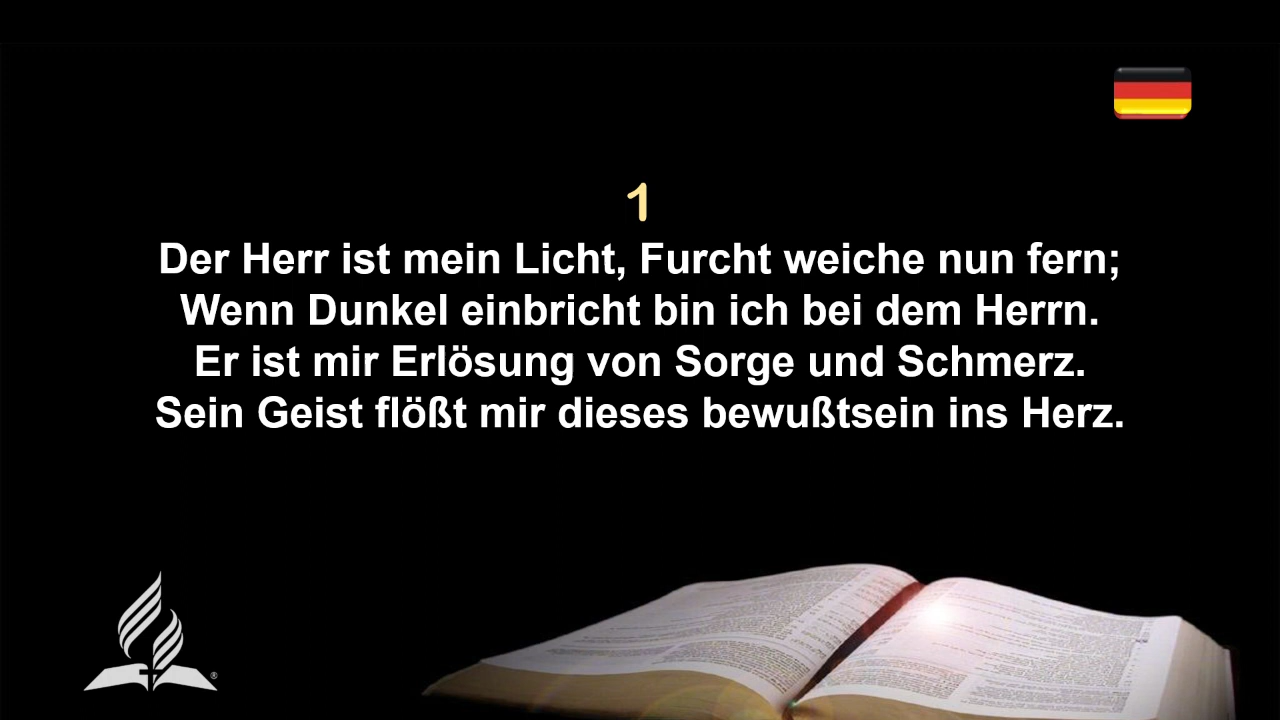 1
Der Herr ist mein Licht, Furcht weiche nun fern;
Wenn Dunkel einbricht bin ich bei dem Herrn.
Er ist mir Erlösung von Sorge und Schmerz.
Sein Geist flößt mir dieses bewußtsein ins Herz.
®